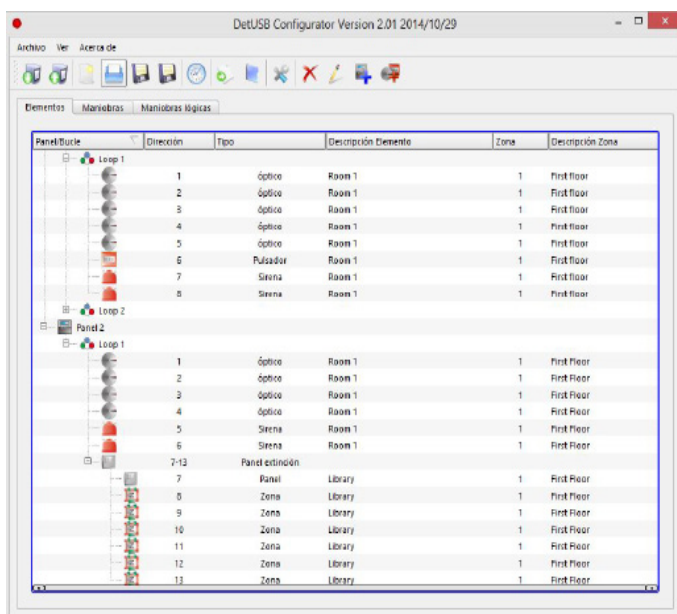 DetUSB Configurator Version 2.01 2014/10/29
Archivo Ver Acerca de
Elementos Maniobras Maniobras lógicas
Panel/Bucle Dirección Tipo Descripción Elemento Zona Descripción Zona
Loop 1
1 óptico Room 1 1 First floor
2 óptico Room 1 1 First floor
3 óptico Room 1 1 First floor
4 óptico Room 1 1 First floor
5 óptico Room 1 1 First floor
6 Pulsador Room 1 1 First floor
7 Sirena Room 1 1 First floor
8 Sirena Room 1 1 First floor
Loop 2
Panel 2
Loop 1
1 óptico Room 1 1 First Floor
2 óptico Room 1 1 First Floor
3 óptico Room 1 1 First Floor
4 óptico Room 1 1 First Floor
5 Sirena Room 1 1 First Floor
6 Sirena Room 1 1 First Floor
7-13 Panel extinción
7 Panel Library 1 First Floor
8 Zona Library 1 First Floor
9 Zona Library 1 First Floor
10 Zona Library 1 First Floor
11 Zona Library 1 First Floor
12 Zona Library 1 First Floor
13 Zona Library 1 First Floor